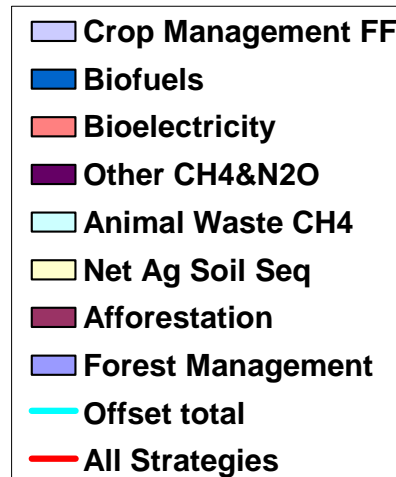 Crop Management FF
Biofuels
Bioelectricity
Other CH4&N2O
Animal Waste CH4
Net Ag Soil Seq
Afforestation
Forest Management
Offset total
All Strategies